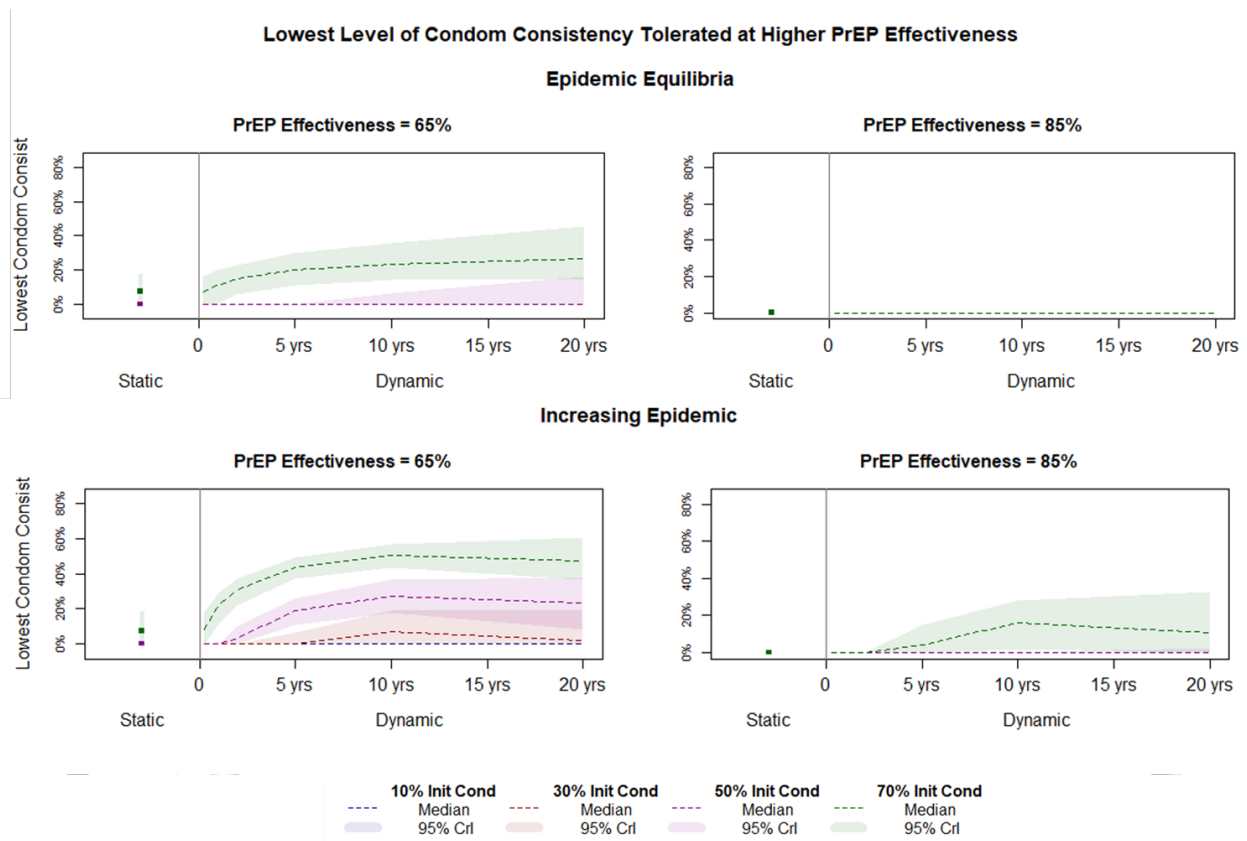 Lowest Level of Condom Consistency Tolerated at Higher PrEP Effectiveness
Epidemic Equilibria
PrEP Effectiveness = 65%
PrEP Effectiveness = 85%
Lowest Condom Consist
80%
60%
40%
20%
0%
0 5 yrs 10 yrs 15 yrs 20 yrs
Static Dynamic
80%
60%
40%
20%
0%
0 5 yrs 10 yrs 15 yrs 20 yrs
Static Dynamic
Increasing Epidemic
PrEP Effectiveness = 65%
PrEP Effectiveness = 85%
Lowest Condom Consist
80%
60%
40%
20%
0%
0 5 yrs 10 yrs 15 yrs 20 yrs
Static Dynamic
80%
60%
40%
20%
0%
0 5 yrs 10 yrs 15 yrs 20 yrs
Static Dynamic
10% Init Cond 30% Init Cond 50% Init Cond 70% Init Cond
Median Median Median Median
95% CrI 95% CrI 95% CrI 95% CrI